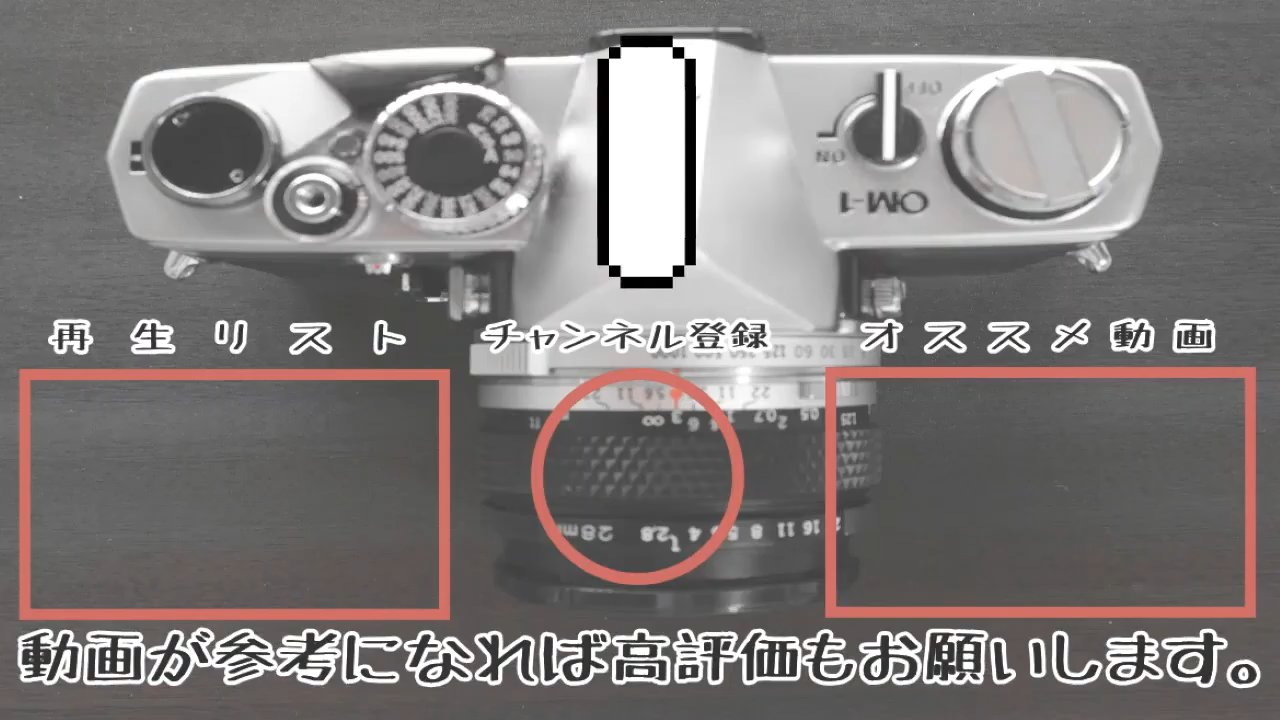 OFF
ON
OM-1
再生リスト
チャンネル登録
オススメ動画
動画が参考になれば高評価もお願いします。